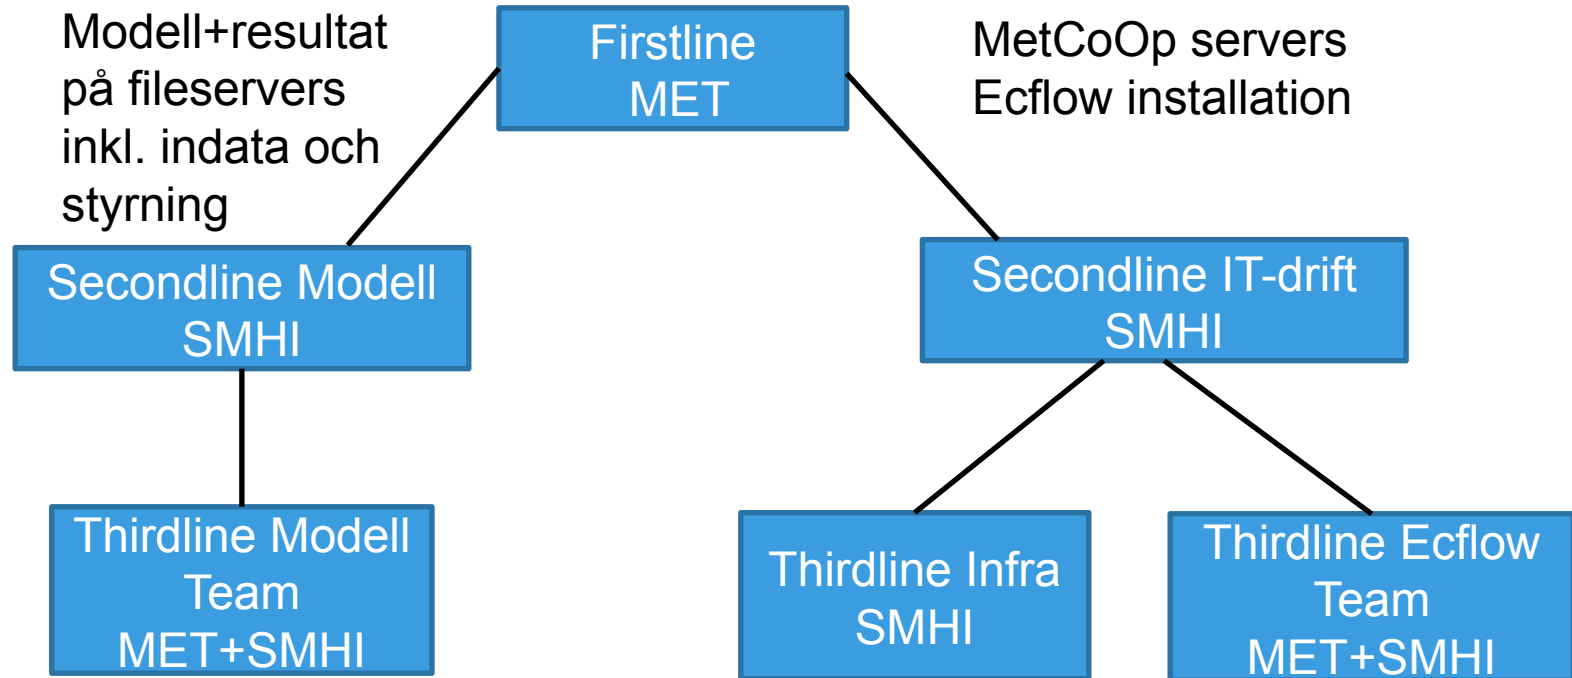 Modell+resultat
på fileservers
inkl. indata och
styrning
Firstline
MET
MetCoOp servers
Ecflow installation
Secondline Modell
SMHI
Secondline IT-drift
SMHI
Thirdline Modell
Team
MET+SMHI
Thirdline Infra
SMHI
Thirdline Ecflow
Team
MET+SMHI